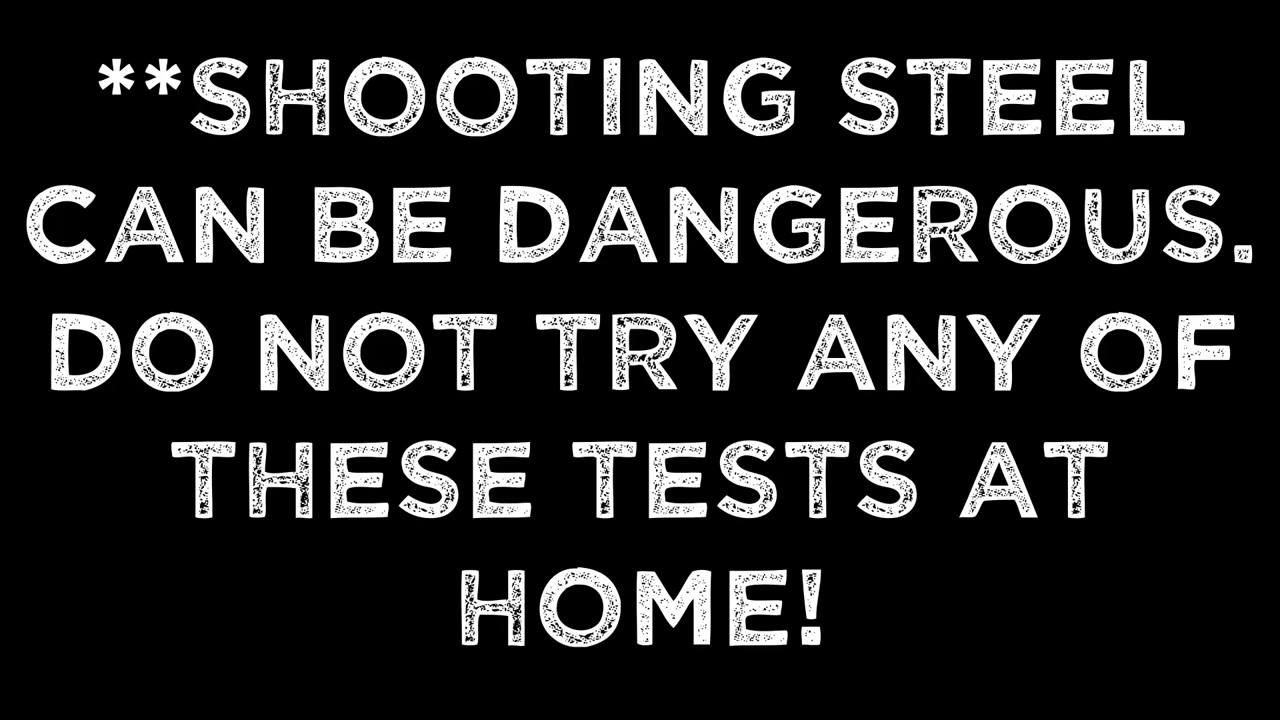 **SHOOTING STEEL
CAN BE DANGEROUS.
DO NOT TRY ANY OF
THESE TESTS AT
HOME!